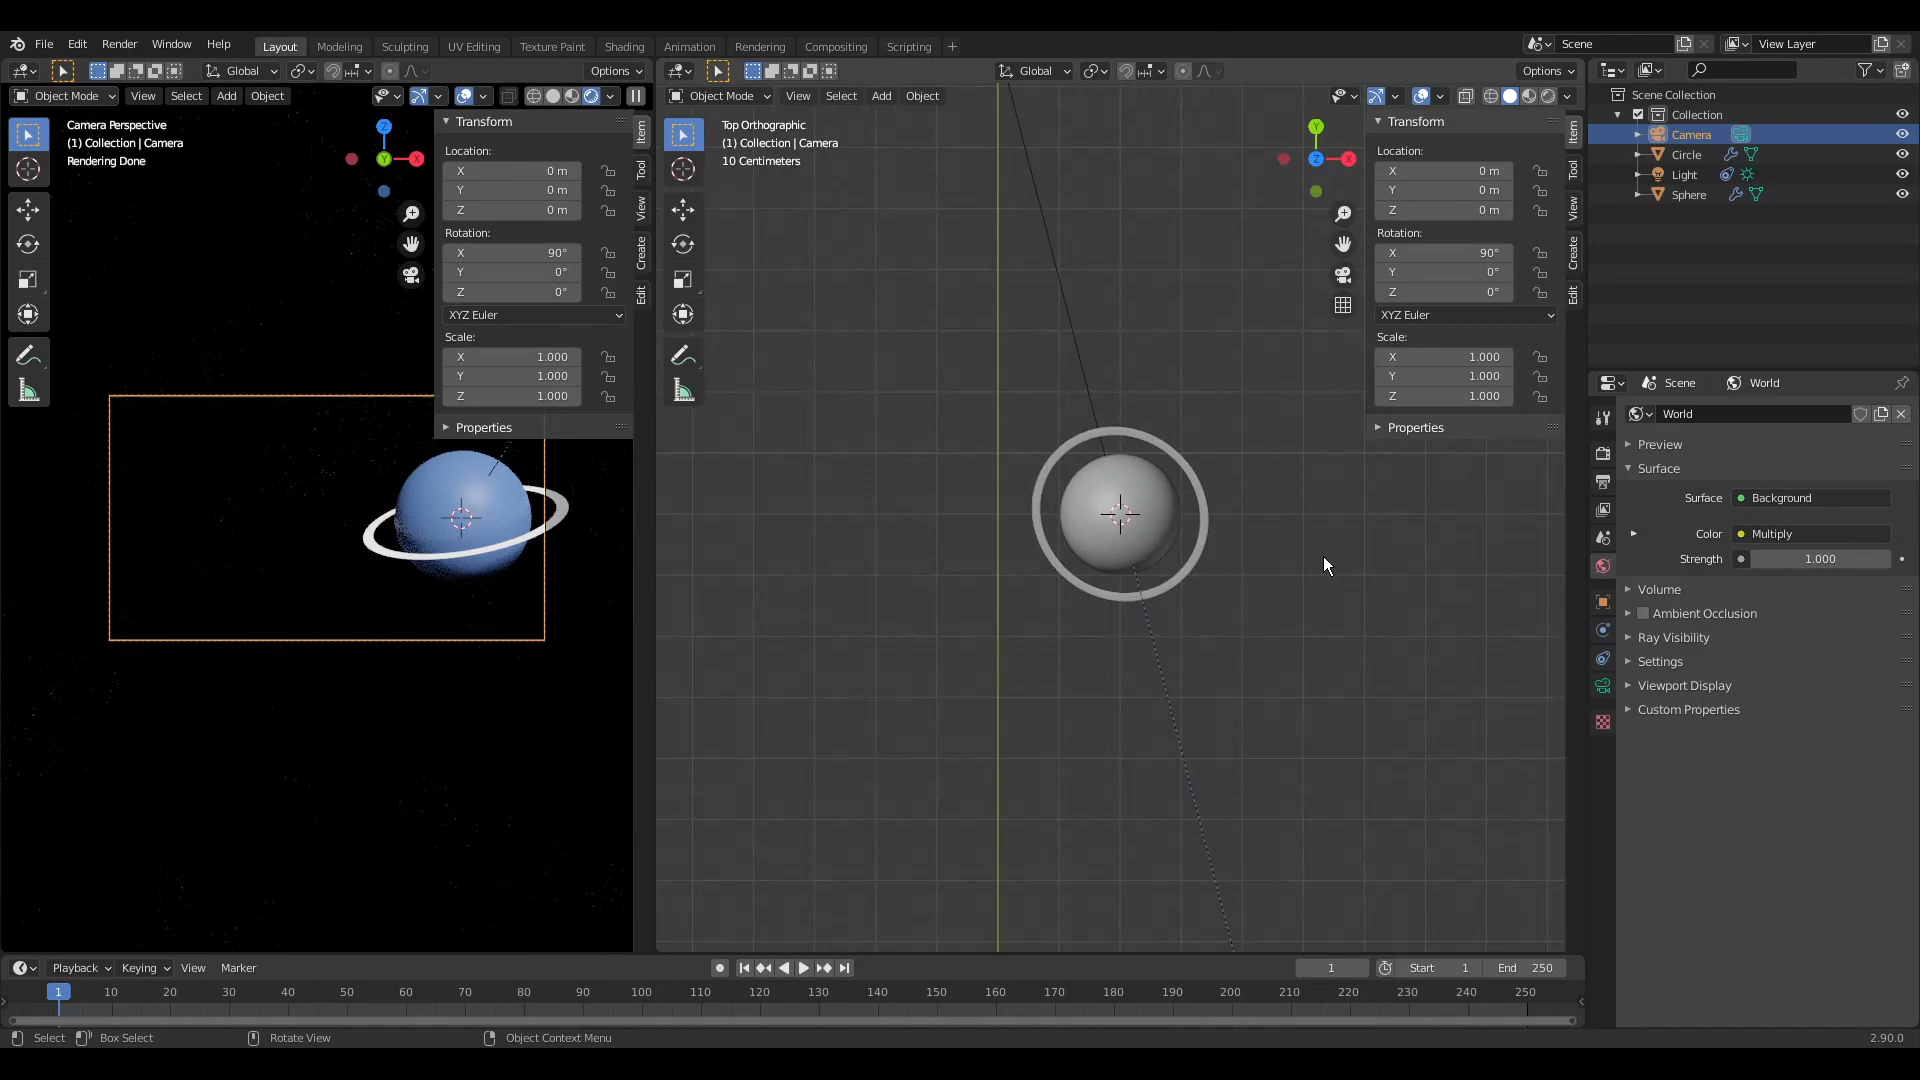 File Edit Render Window Help Layout Modeling Sculpting UV Editing Texture Paint Shading Animation Rendering Compositing Scripting + Scene View Layer
Global Options Global Options
Object Mode View Select Add Object Object Mode View Select Add Object
Scene Collection
Collection
Camera
Circle
Light
Sphere
Camera Perspective
(1) Collection | Camera
Rendering Done
Z
Y
X
Transform
Location:
X 0 m
Y 0 m
Z 0 m
Rotation:
X 90°
Y 0°
Z 0°
XYZ Euler
Scale:
X 1.000
Y 1.000
Z 1.000
Properties
Item
Tool
View
Create
Edit
Top Orthographic
(1) Collection | Camera
10 Centimeters
Y
Z
X
Transform
Location:
X 0 m
Y 0 m
Z 0 m
Rotation:
X 90°
Y 0°
Z 0°
XYZ Euler
Scale:
X 1.000
Y 1.000
Z 1.000
Properties
Item
Tool
View
Create
Edit
Scene World
World
Preview
Surface
Surface Background
Color Multiply
Strength 1.000
Volume
Ambient Occlusion
Ray Visibility
Settings
Viewport Display
Custom Properties
Playback Keying View Marker 1 Start 1 End 250
1 10 20 30 40 50 60 70 80 90 100 110 120 130 140 150 160 170 180 190 200 210 220 230 240 250
Select Box Select Rotate View Object Context Menu 2.90.0